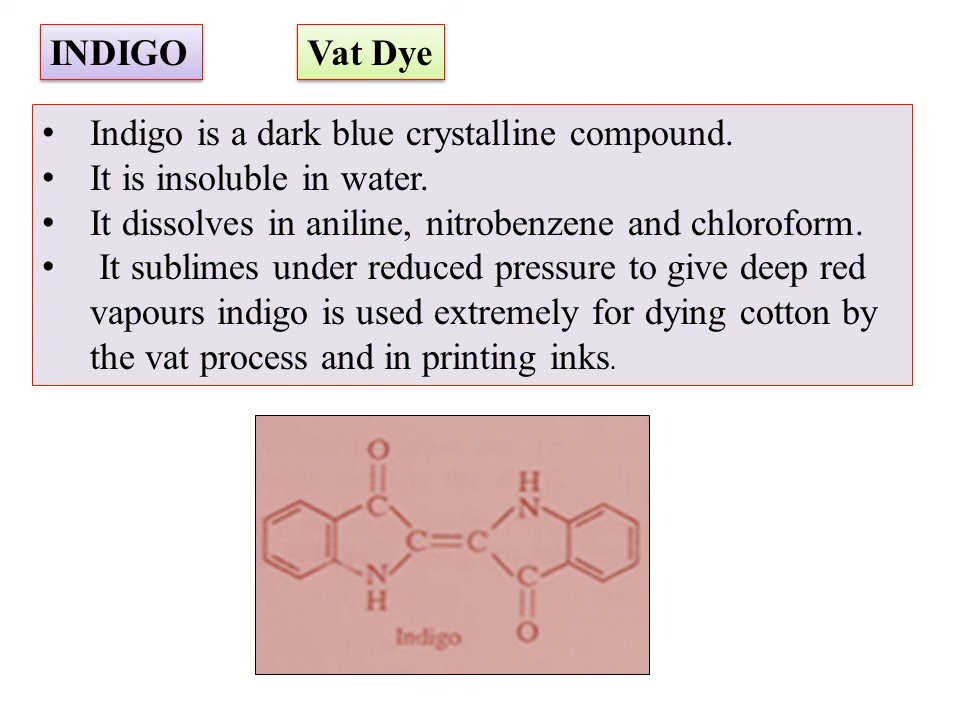 INDIGO
Vat Dye
• Indigo is a dark blue crystalline compound.
• It is insoluble in water.
• It dissolves in aniline, nitrobenzene and chloroform.
• It sublimes under reduced pressure to give deep red
vapours indigo is used extremely for dying cotton by
the vat process and in printing inks.
O
H
C
N
C
C
N
C
H
Indigo
O